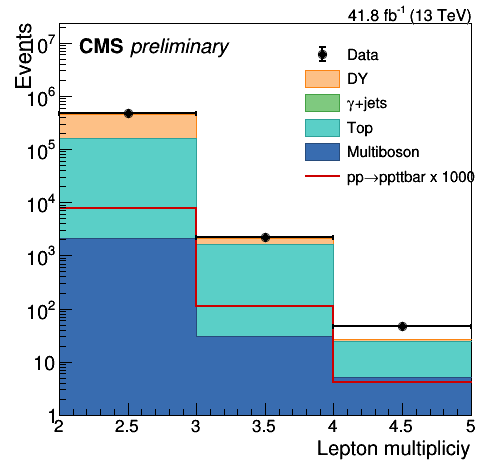 41.8 fb⁻¹ (13 TeV)
Events
CMS preliminary
Data
DY
γ+jets
Top
Multiboson
pp→ppttbar x 1000
10⁷
10⁶
10⁵
10⁴
10³
10²
10
1
2 2.5 3 3.5 4 4.5 5
Lepton multipliciy